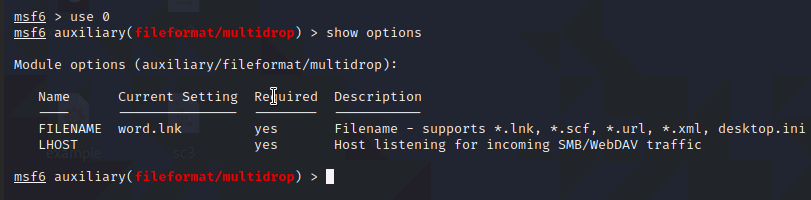 msf6 > use 0
msf6 auxiliary(fileformat/multidrop) > show options
Module options (auxiliary/fileformat/multidrop):
Name Current Setting Required Description
---- --------------- -------- -----------
FILENAME word.lnk yes Filename - supports *.lnk, *.scf, *.url, *.xml, desktop.ini
LHOST yes Host listening for incoming SMB/WebDAV traffic
example sc3
msf6 auxiliary(fileformat/multidrop) >